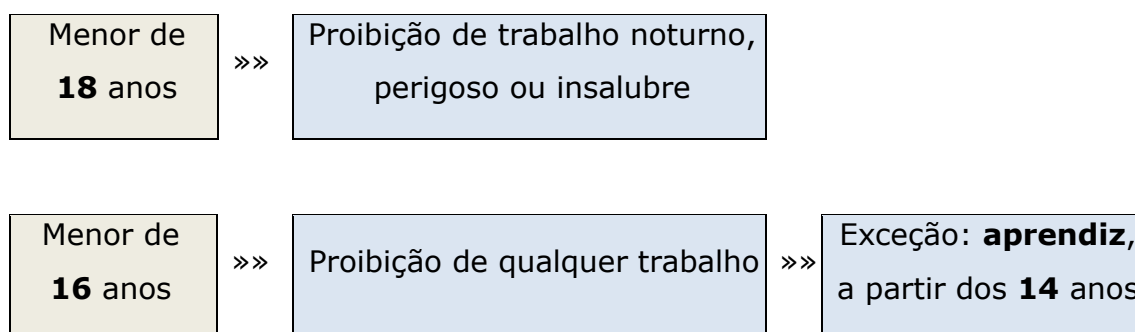 Menor de
18 anos
»»
Proibição de trabalho noturno,
perigoso ou insalubre
Menor de
16 anos
»»
Proibição de qualquer trabalho
»»
Exceção: aprendiz,
a partir dos 14 anos